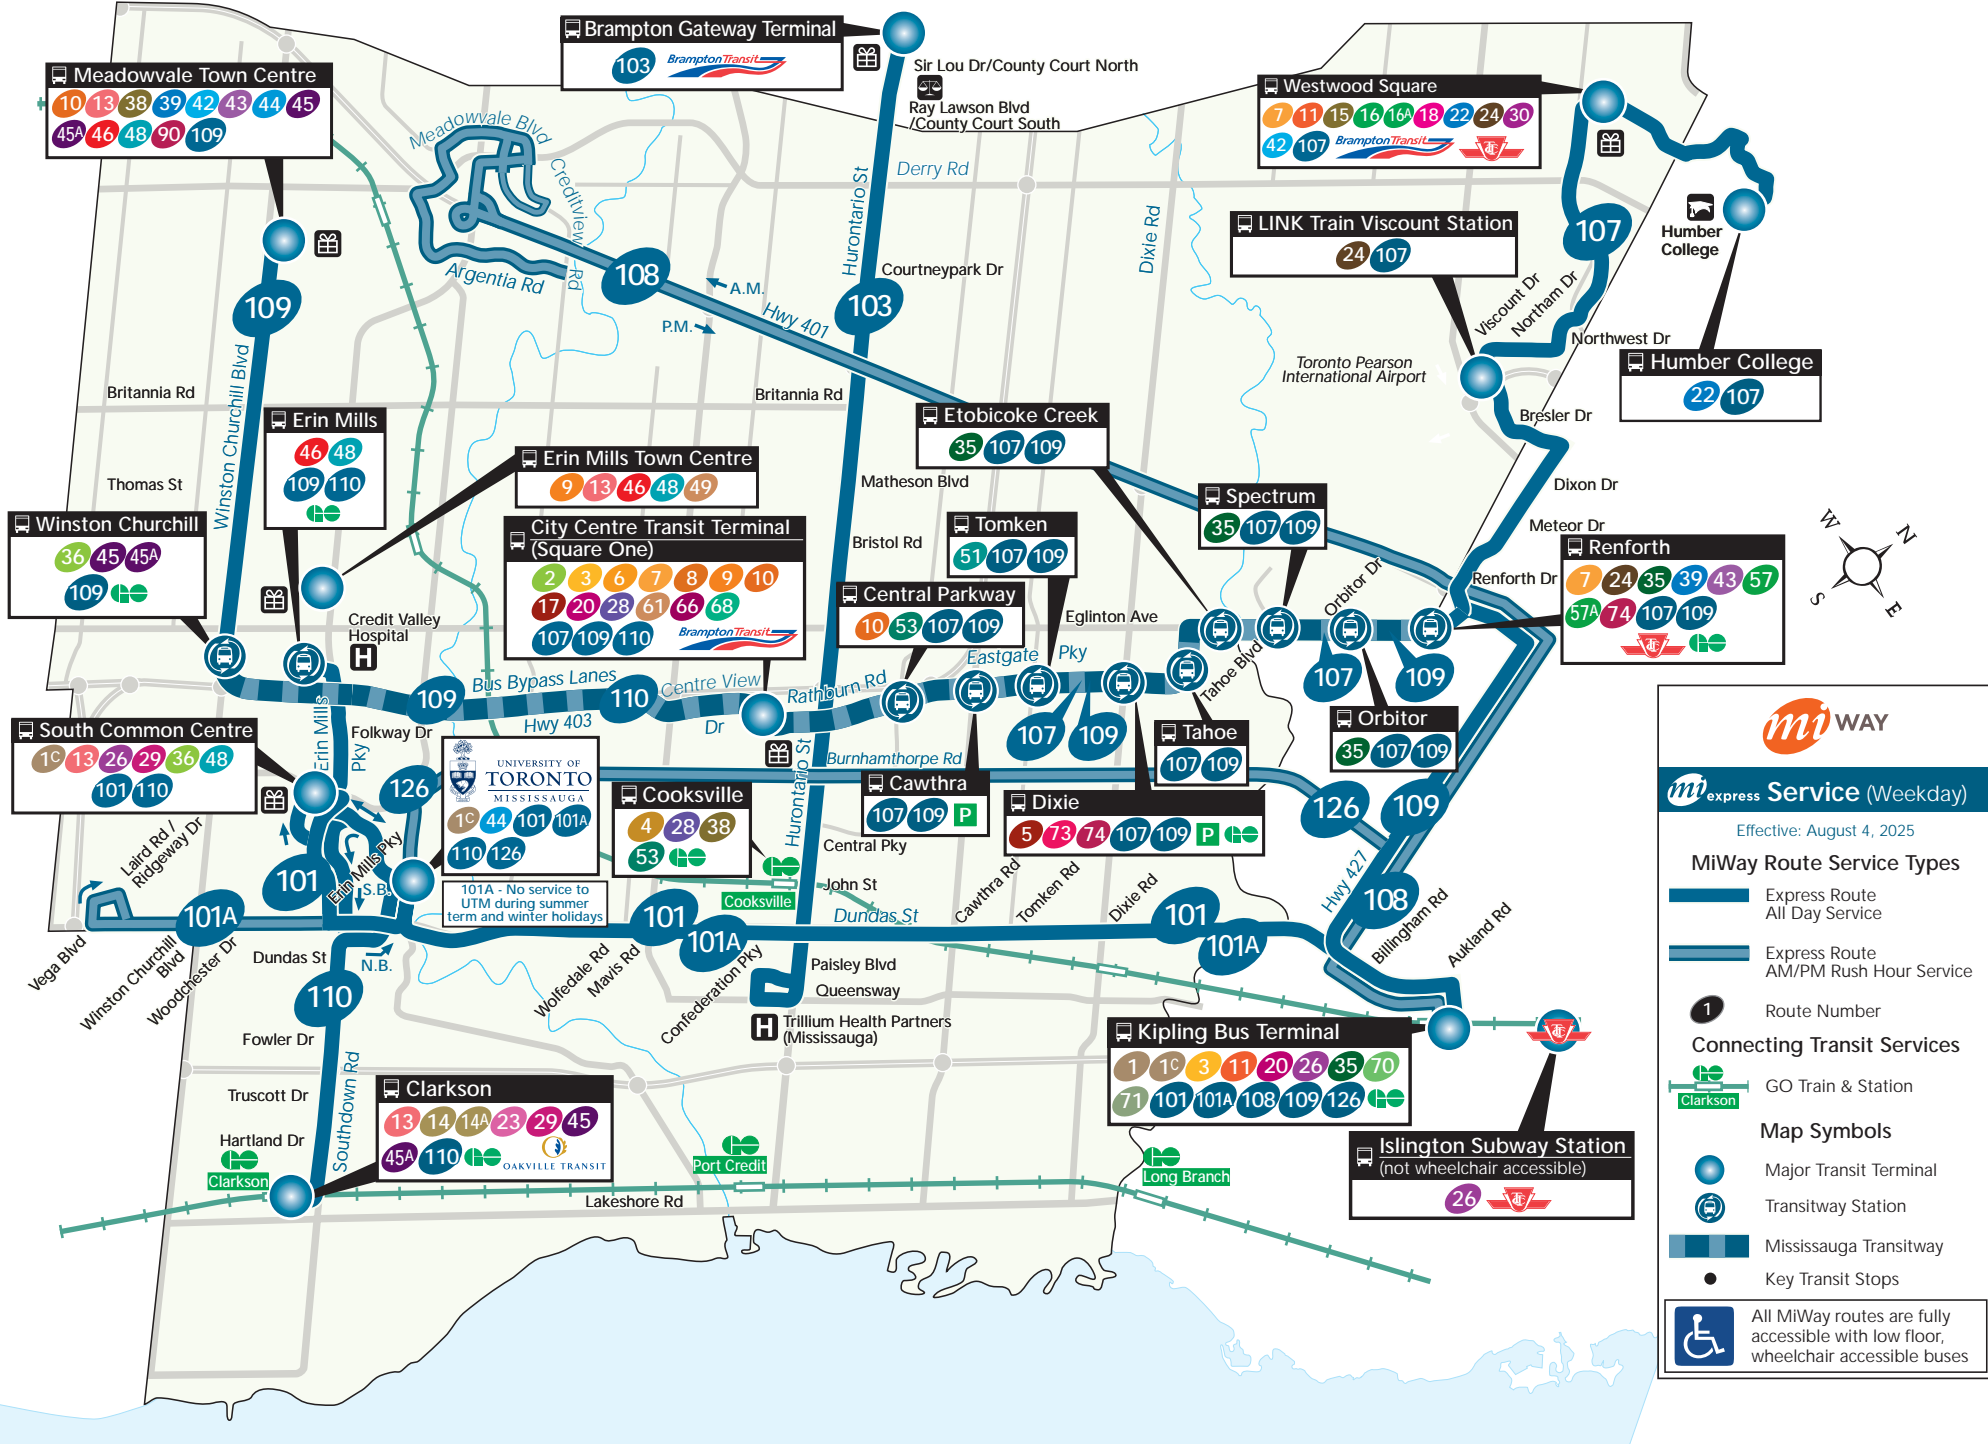 Brampton Gateway Terminal
103 BramptonTransit
Sir Lou Dr/County Court North
Ray Lawson Blvd
/County Court South
Meadowvale Town Centre
10 13 38 39 42 43 44 45
45A 46 48 90 109
Westwood Square
7 11 15 16 16A 18 22 24 30
42 107 BramptonTransit TTC
Meadowvale Blvd
Creditview Rd
Argentia Rd
Derry Rd
Hurontario St
Dixie Rd
Courtneypark Dr
108
A.M.
P.M.
Hwy 401
103
109
107
Humber
College
LINK Train Viscount Station
24 107
Viscount Dr
Northam Dr
Northwest Dr
Toronto Pearson
International Airport
Humber College
22 107
Bresler Dr
Dixon Dr
Meteor Dr
Renforth Dr
Winston Churchill Blvd
Britannia Rd
Britannia Rd
Thomas St
Erin Mills
46 48
109 110
GO
Erin Mills Town Centre
9 13 46 48 49
Etobicoke Creek
35 107 109
Matheson Blvd
Bristol Rd
Spectrum
35 107 109
Tomken
51 107 109
Winston Churchill
36 45 45A
109 GO
City Centre Transit Terminal
(Square One)
2 3 6 7 8 9 10
17 20 28 61 66 68
107 109 110 BramptonTransit
Central Parkway
10 53 107 109
Renforth
7 24 35 39 43 57
57A 74 107 109
TTC GO
W N
S E
Credit Valley
Hospital
H
Eglinton Ave
Orbitor Dr
Eastgate Pky
Tahoe Blvd
Rathburn Rd
Bus Bypass Lanes
Centre View
Dr
Hwy 403
109
110
107 109
107
109
Orbitor
35 107 109
Tahoe
107 109
South Common Centre
1C 13 26 29 36 48
101 110
Erin Mills
Pky
Folkway Dr
126
UNIVERSITY OF
TORONTO
MISSISSAUGA
1C 44 101 101A
110 126
101A - No service to
UTM during summer
term and winter holidays
Burnhamthorpe Rd
Hurontario St
Cooksville
4 28 38
53 GO
Cawthra
107 109 P
Dixie
5 73 74 107 109 P GO
126
109
108
Hwy 427
Laird Rd /
Ridgeway Dr
Erin Mills Pky
S.B.
N.B.
101
101A
GO
Cooksville
Central Pky
John St
Dundas St
Cawthra Rd
Tomken Rd
Dixie Rd
101
101A
101
101A
Billingham Rd
Aukland Rd
Vega Blvd
Winston Churchill
Blvd
Woodchester Dr
Dundas St
110
Wolfedale Rd
Mavis Rd
Confederation Pky
Paisley Blvd
Queensway
H Trillium Health Partners
(Mississauga)
Fowler Dr
Truscott Dr
Hartland Dr
Southdown Rd
Kipling Bus Terminal
1 1C 3 11 20 26 35 70
71 101 101A 108 109 126 GO
TTC
Clarkson
13 14 14A 23 29 45
45A 110 GO OAKVILLE TRANSIT
GO
Clarkson
GO
Port Credit
GO
Long Branch
Lakeshore Rd
Islington Subway Station
(not wheelchair accessible)
26 TTC
mi WAY
mi express Service (Weekday)
Effective: August 4, 2025
MiWay Route Service Types
Express Route
All Day Service
Express Route
AM/PM Rush Hour Service
1 Route Number
Connecting Transit Services
GO
Clarkson
GO Train & Station
Map Symbols
Major Transit Terminal
Transitway Station
Mississauga Transitway
Key Transit Stops
All MiWay routes are fully
accessible with low floor,
wheelchair accessible buses